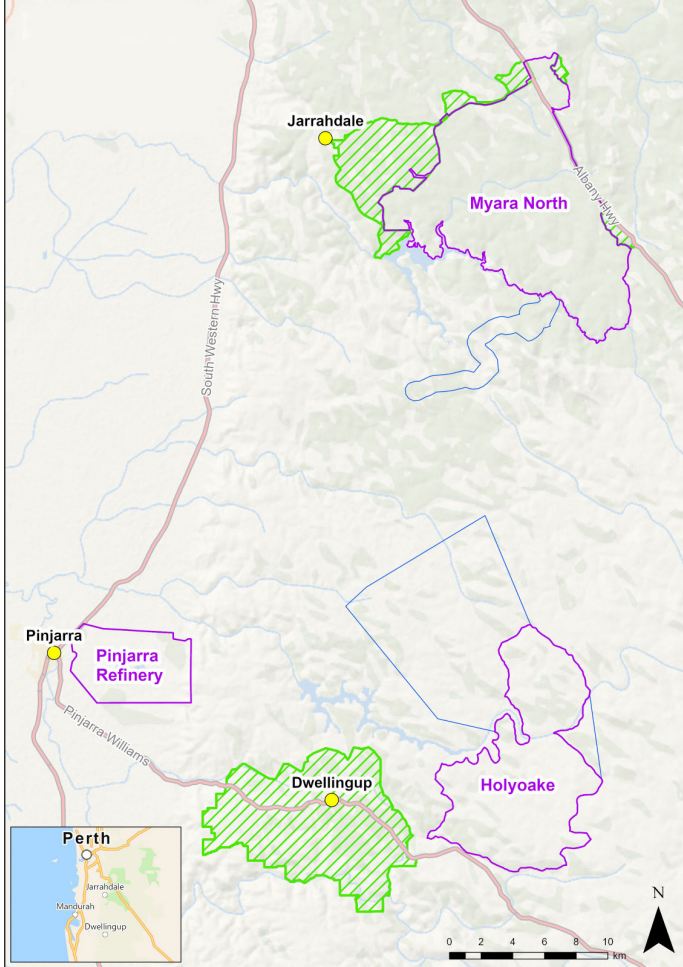 Jarrahdale
Myara North
Albany Hwy
South Western Hwy
Pinjarra
Pinjarra
Refinery
Pinjarra-Williams
Dwellingup
Holyoake
Perth
Jarrahdale
Mandurah
Dwellingup
N
0 2 4 6 8 10
km